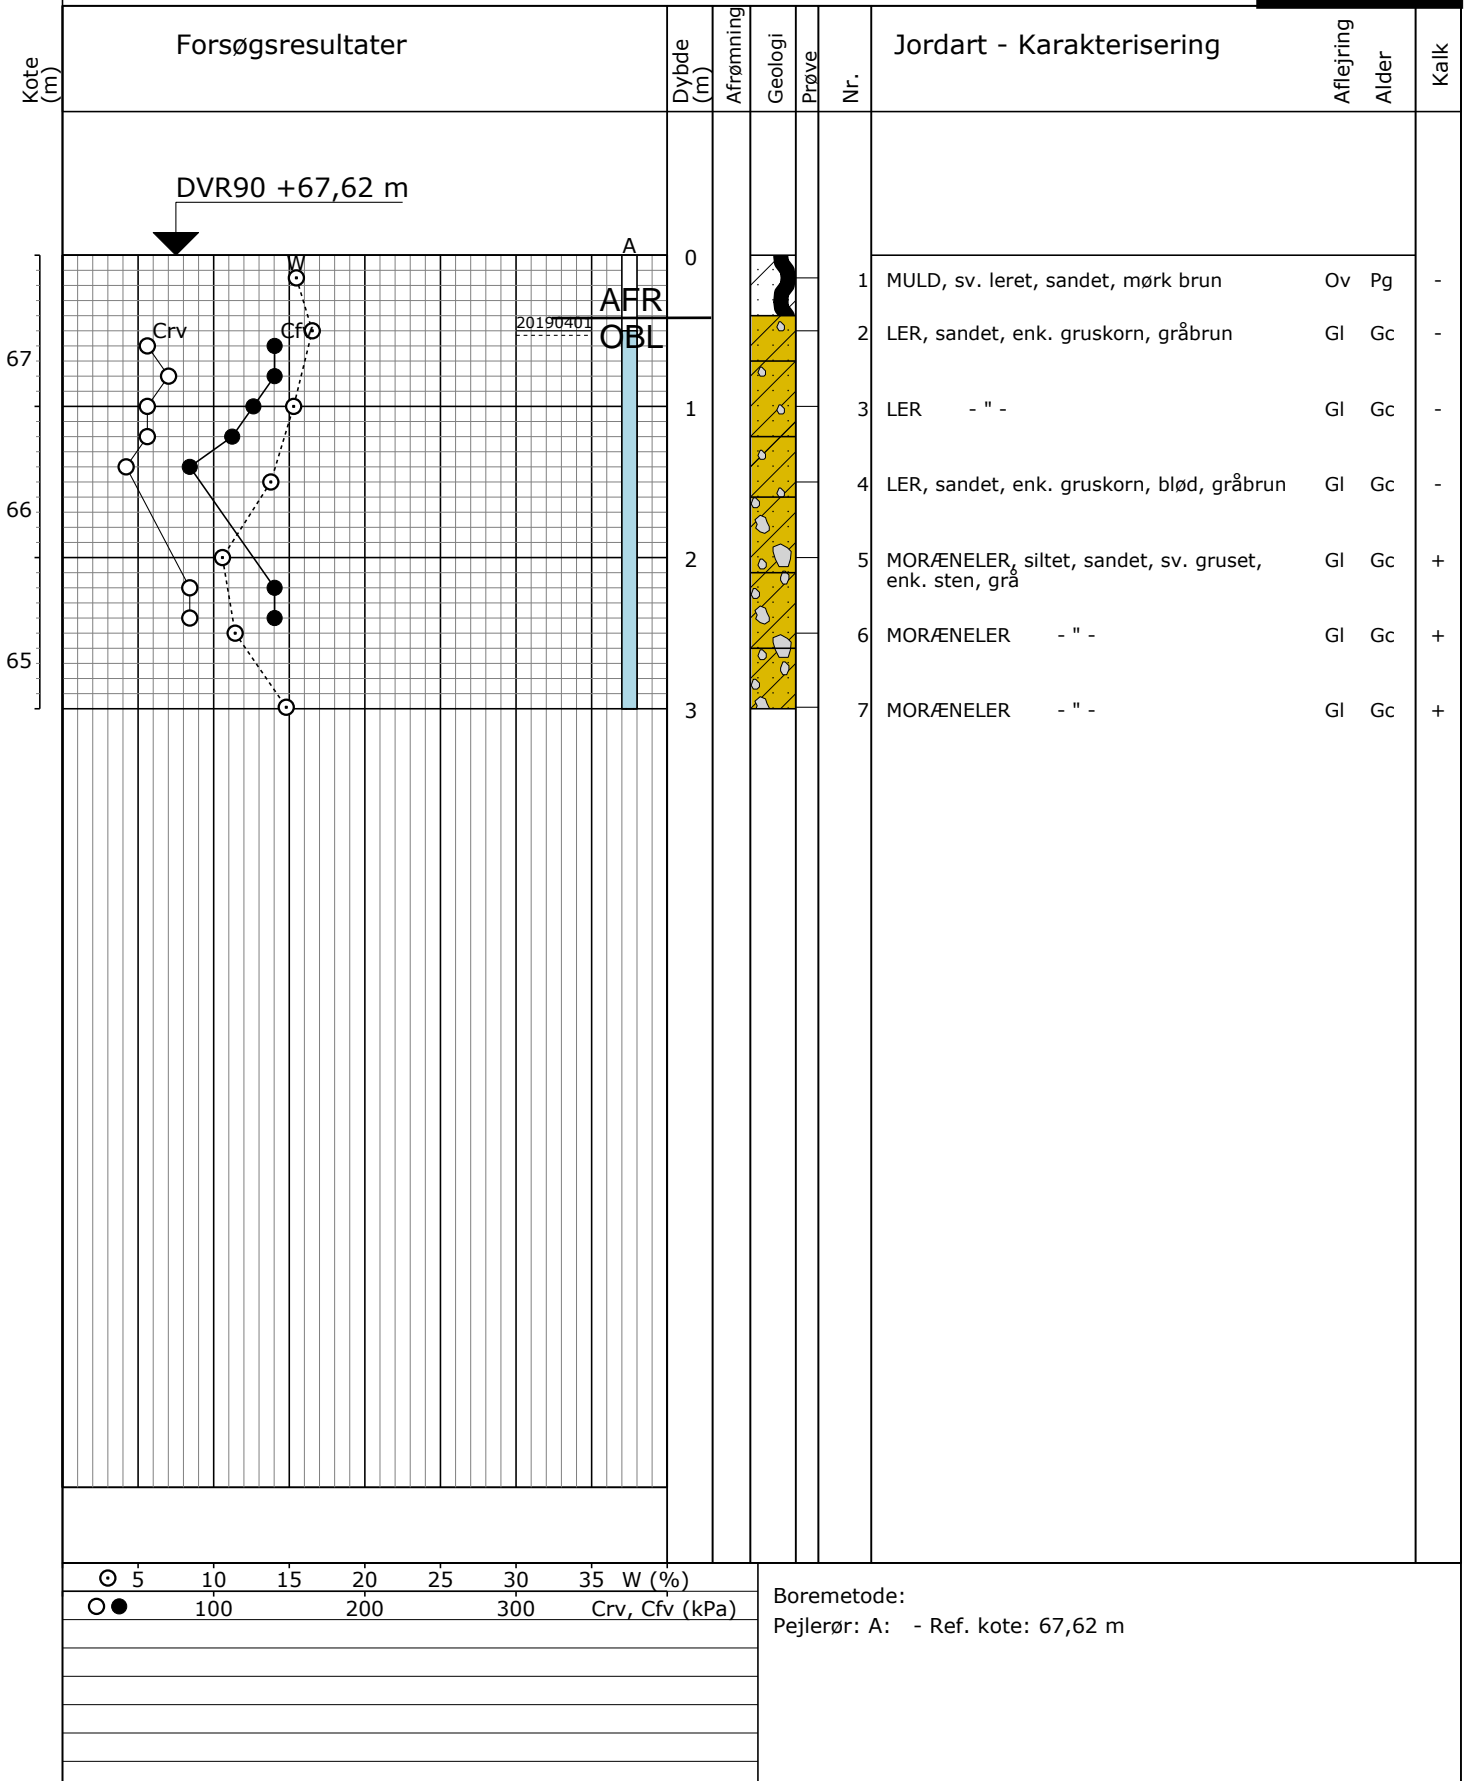 Kote
(m)
Forsøgsresultater
Dybde
(m)
Afrømning
Geologi
Prøve
Nr.
Jordart - Karakterisering
Aflejring
Alder
Kalk
DVR90 +67,62 m
A
0
W
1 MULD, sv. leret, sandet, mørk brun Ov Pg -
AFR
20190401
OBL
Crv
Cfv
2 LER, sandet, enk. gruskorn, gråbrun Gl Gc -
67
1
3 LER - " - Gl Gc -
4 LER, sandet, enk. gruskorn, blød, gråbrun Gl Gc -
66
2
5 MORÆNELER, siltet, sandet, sv. gruset, Gl Gc +
enk. sten, grå
6 MORÆNELER - " - Gl Gc +
65
3
7 MORÆNELER - " - Gl Gc +
5 10 15 20 25 30 35 W (%)
100 200 300 Crv, Cfv (kPa)
Boremetode:
Pejlerør: A: - Ref. kote: 67,62 m